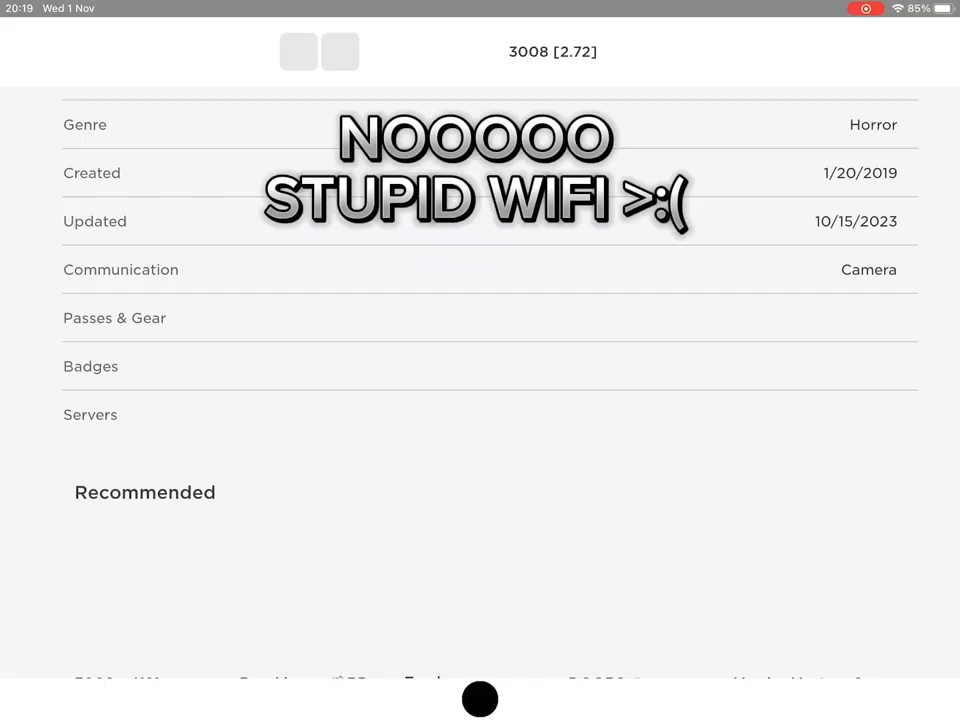 20:19 Wed 1 Nov 85%
3008 [2.72]
Genre Horror
NOOOOO
Created 1/20/2019
STUPID WIFI >:(
Updated 10/15/2023
Communication Camera
Passes & Gear
Badges
Servers
Recommended